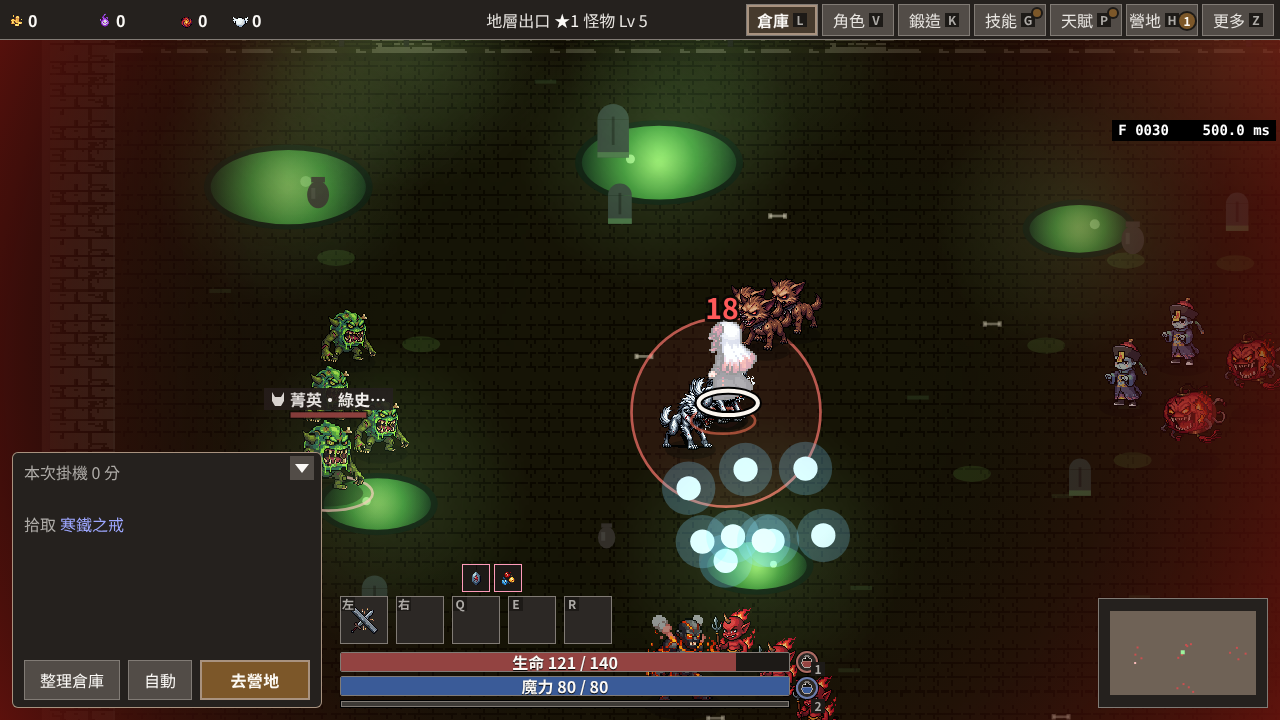 0
0
0
0
地層出口 ★1 怪物 Lv 5
倉庫 L
角色 V
鍛造 K
技能 G
天賦 P
營地 H 1
更多 Z
F 0030 500.0 ms
18
菁英・綠史…
本次掛機 0 分
拾取 寒鐵之戒
整理倉庫
自動
去營地
左
右
Q
E
R
生命 121 / 140
1
魔力 80 / 80
2